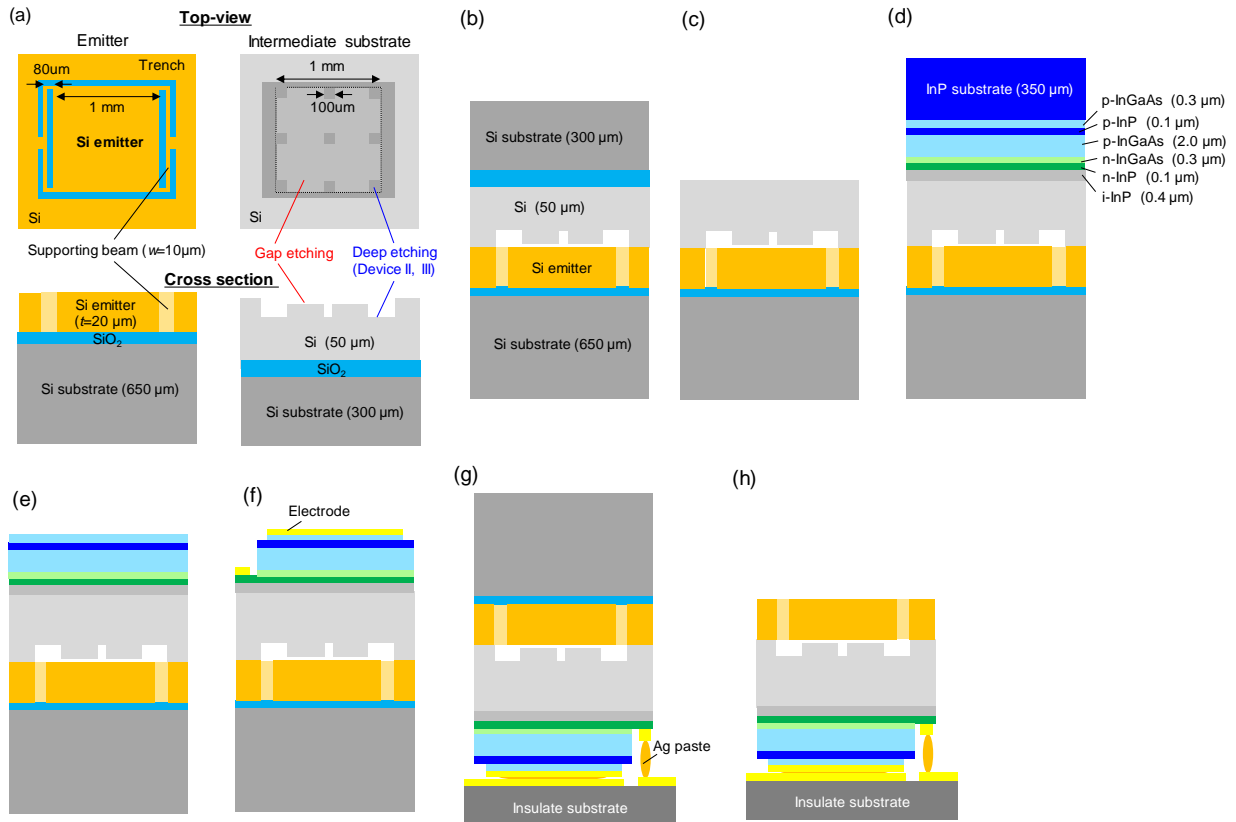 (a)
Top-view
Emitter
Intermediate substrate
Trench
80um
1 mm
Si emitter
Si
1 mm
100um
Si
Supporting beam (w=10μm)
Gap etching
Deep etching
(Device II, III)
Cross section
Si emitter
(t=20 μm)
SiO2
Si substrate (650 μm)
Si (50 μm)
SiO2
Si substrate (300 μm)
(b)
Si substrate (300 μm)
Si (50 μm)
Si emitter
Si substrate (650 μm)
(c)
(d)
InP substrate (350 μm)
p-InGaAs (0.3 μm)
p-InP (0.1 μm)
p-InGaAs (2.0 μm)
n-InGaAs (0.3 μm)
n-InP (0.1 μm)
i-InP (0.4 μm)
(e)
(f)
Electrode
(g)
Ag paste
Insulate substrate
(h)
Insulate substrate